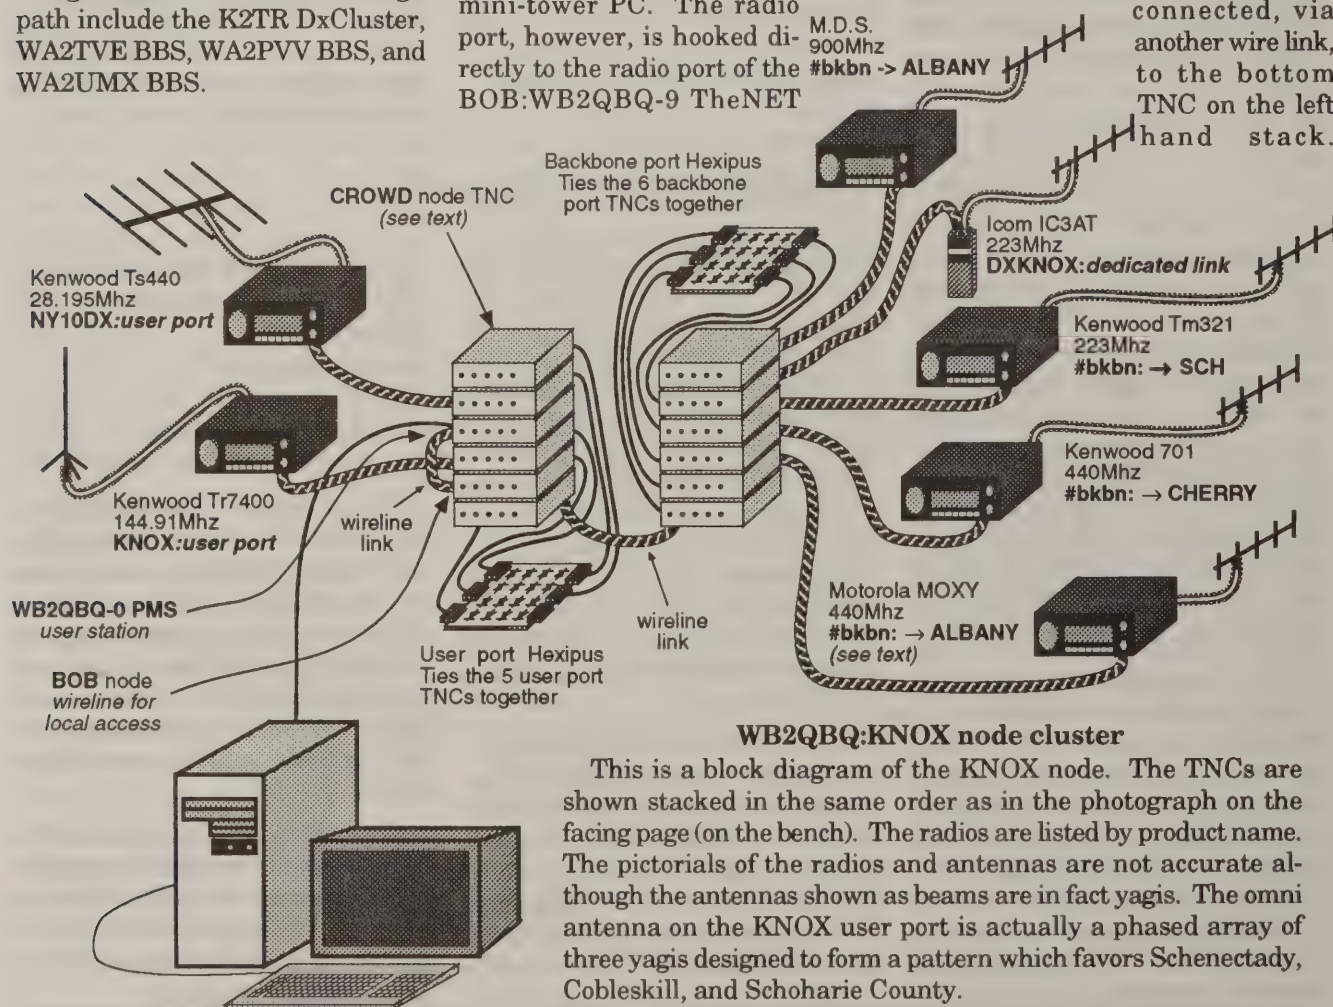 path include the K2TR DxCluster,
WA2TVE BBS, WA2PVV BBS, and
WA2UMX BBS.
mini-tower PC. The radio
port, however, is hooked di-
rectly to the radio port of the
BOB:WB2QBQ-9 TheNET
connected, via
another wire link,
to the bottom
TNC on the left
hand stack.
M.D.S.
900Mhz
#bkbn -> ALBANY
Backbone port Hexipus
Ties the 6 backbone
port TNCs together
CROWD node TNC
(see text)
Icom IC3AT
223Mhz
DXKNOX:dedicated link
Kenwood Ts440
28.195Mhz
NY10DX:user port
Kenwood Tm321
223Mhz
#bkbn: → SCH
Kenwood 701
440Mhz
#bkbn: → CHERRY
Kenwood Tr7400
144.91Mhz
KNOX:user port
wireline
link
WB2QBQ-0 PMS
user station
BOB node
wireline for
local access
User port Hexipus
Ties the 5 user port
TNCs together
wireline
link
Motorola MOXY
440Mhz
#bkbn: → ALBANY
(see text)
WB2QBQ:KNOX node cluster
This is a block diagram of the KNOX node. The TNCs are
shown stacked in the same order as in the photograph on the
facing page (on the bench). The radios are listed by product name.
The pictorials of the radios and antennas are not accurate al-
though the antennas shown as beams are in fact yagis. The omni
antenna on the KNOX user port is actually a phased array of
three yagis designed to form a pattern which favors Schenectady,
Cobleskill, and Schoharie County.